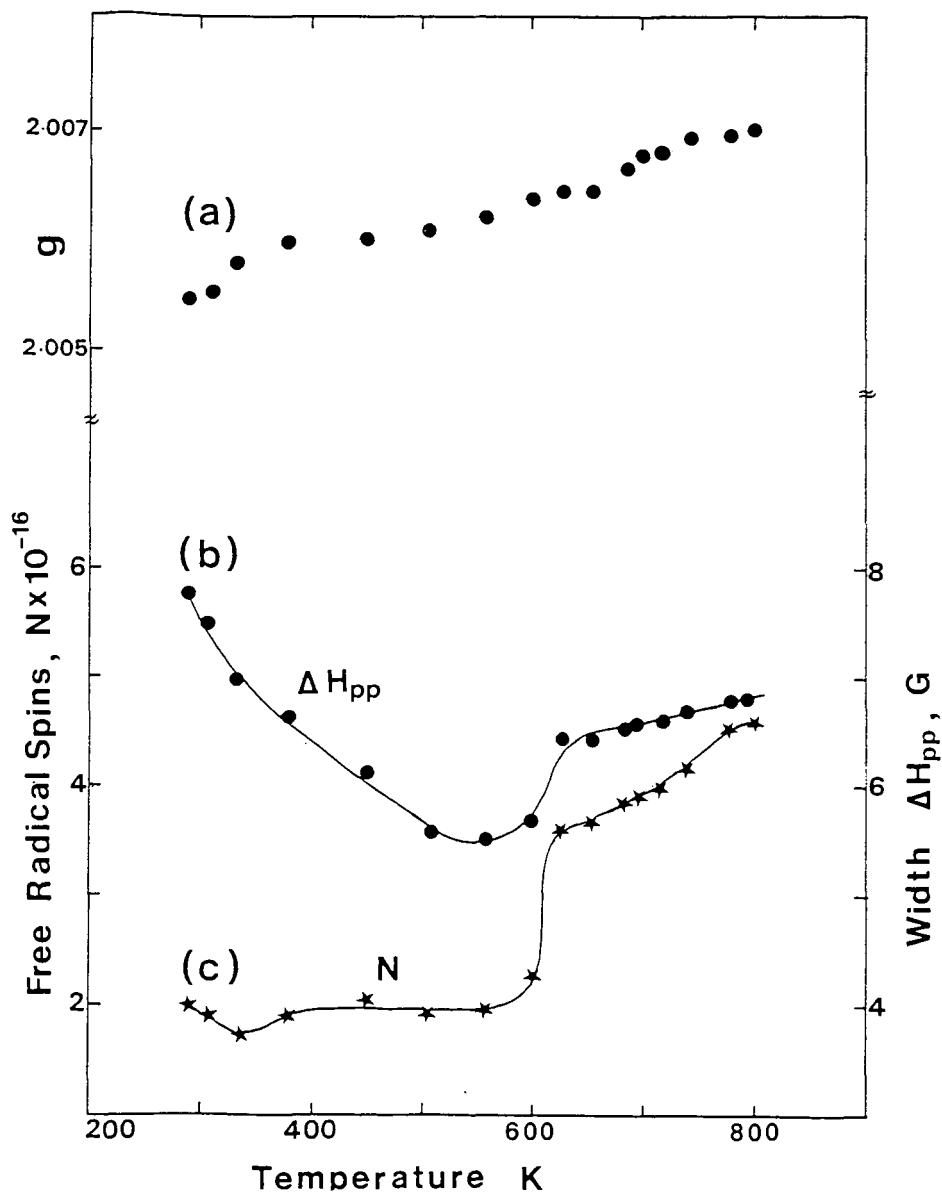 2·007
(a)
g
2·005
(b)
6
8
Free Radical Spins, N×10⁻¹⁶
Δ Hpp
4
6
Width ΔHpp, G
(c)
N
2
4
200 400 600 800
Temperature K